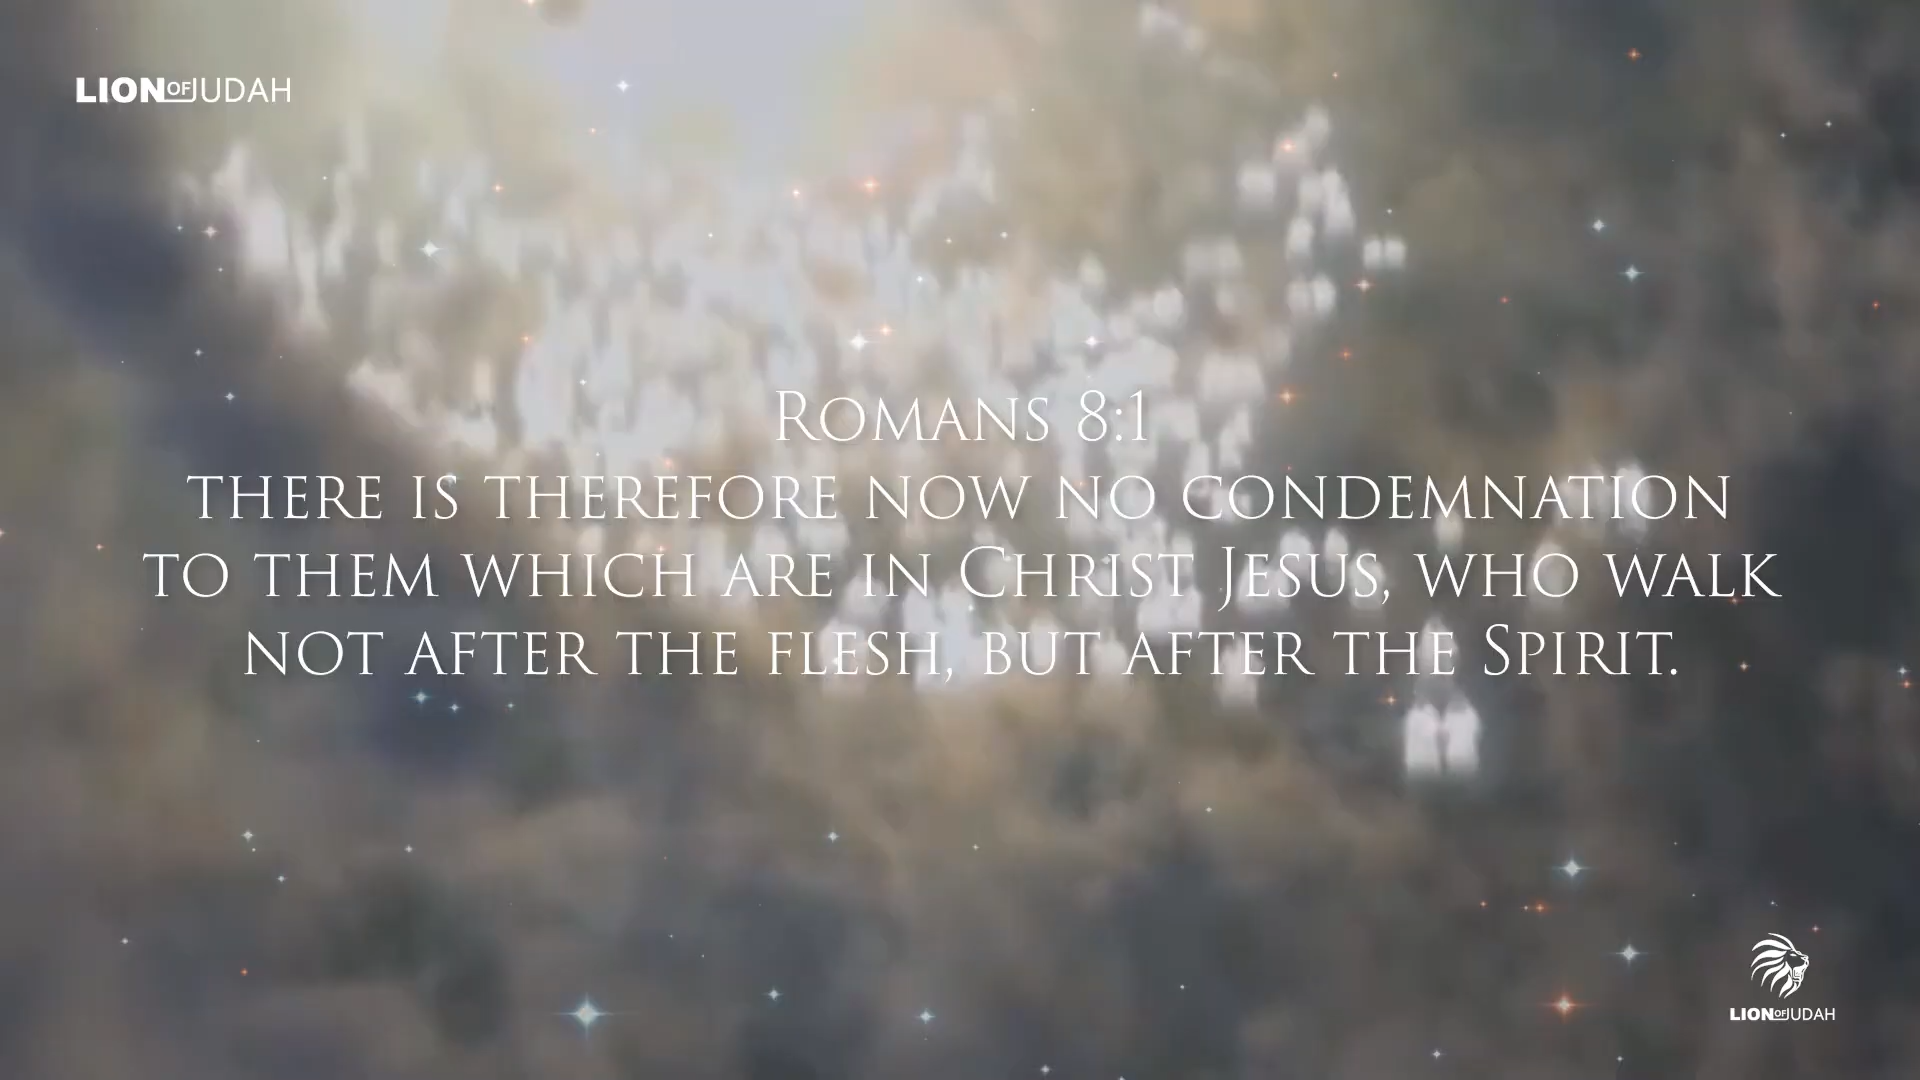 LION OF JUDAH
Romans 8:1
there is therefore now no condemnation
to them which are in Christ Jesus, who walk
not after the flesh, but after the Spirit.
LION OF JUDAH